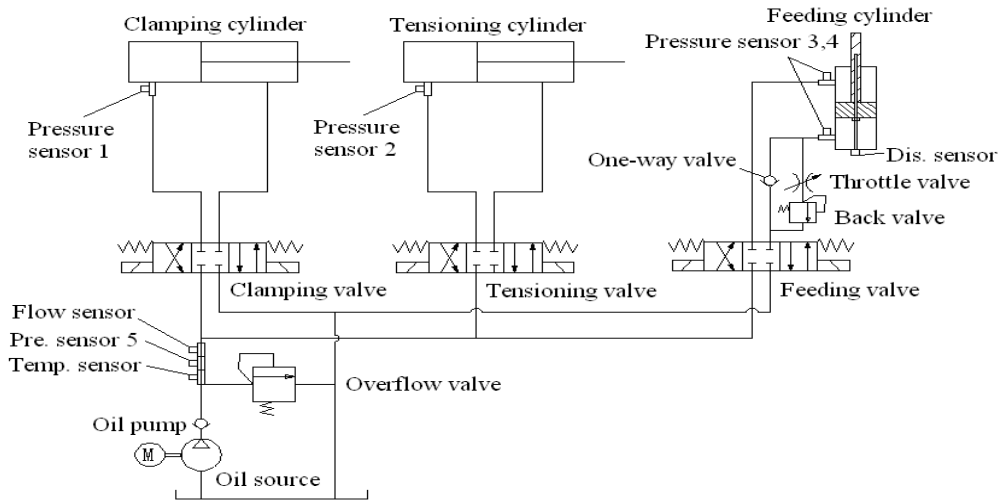 Clamping cylinder
Tensioning cylinder
Feeding cylinder
Pressure sensor 3,4
Pressure
sensor 1
Pressure
sensor 2
Dis. sensor
One-way valve
Throttle valve
Back valve
Clamping valve
Tensioning valve
Feeding valve
Flow sensor
Pre. sensor 5
Temp. sensor
Overflow valve
Oil pump
M
Oil source